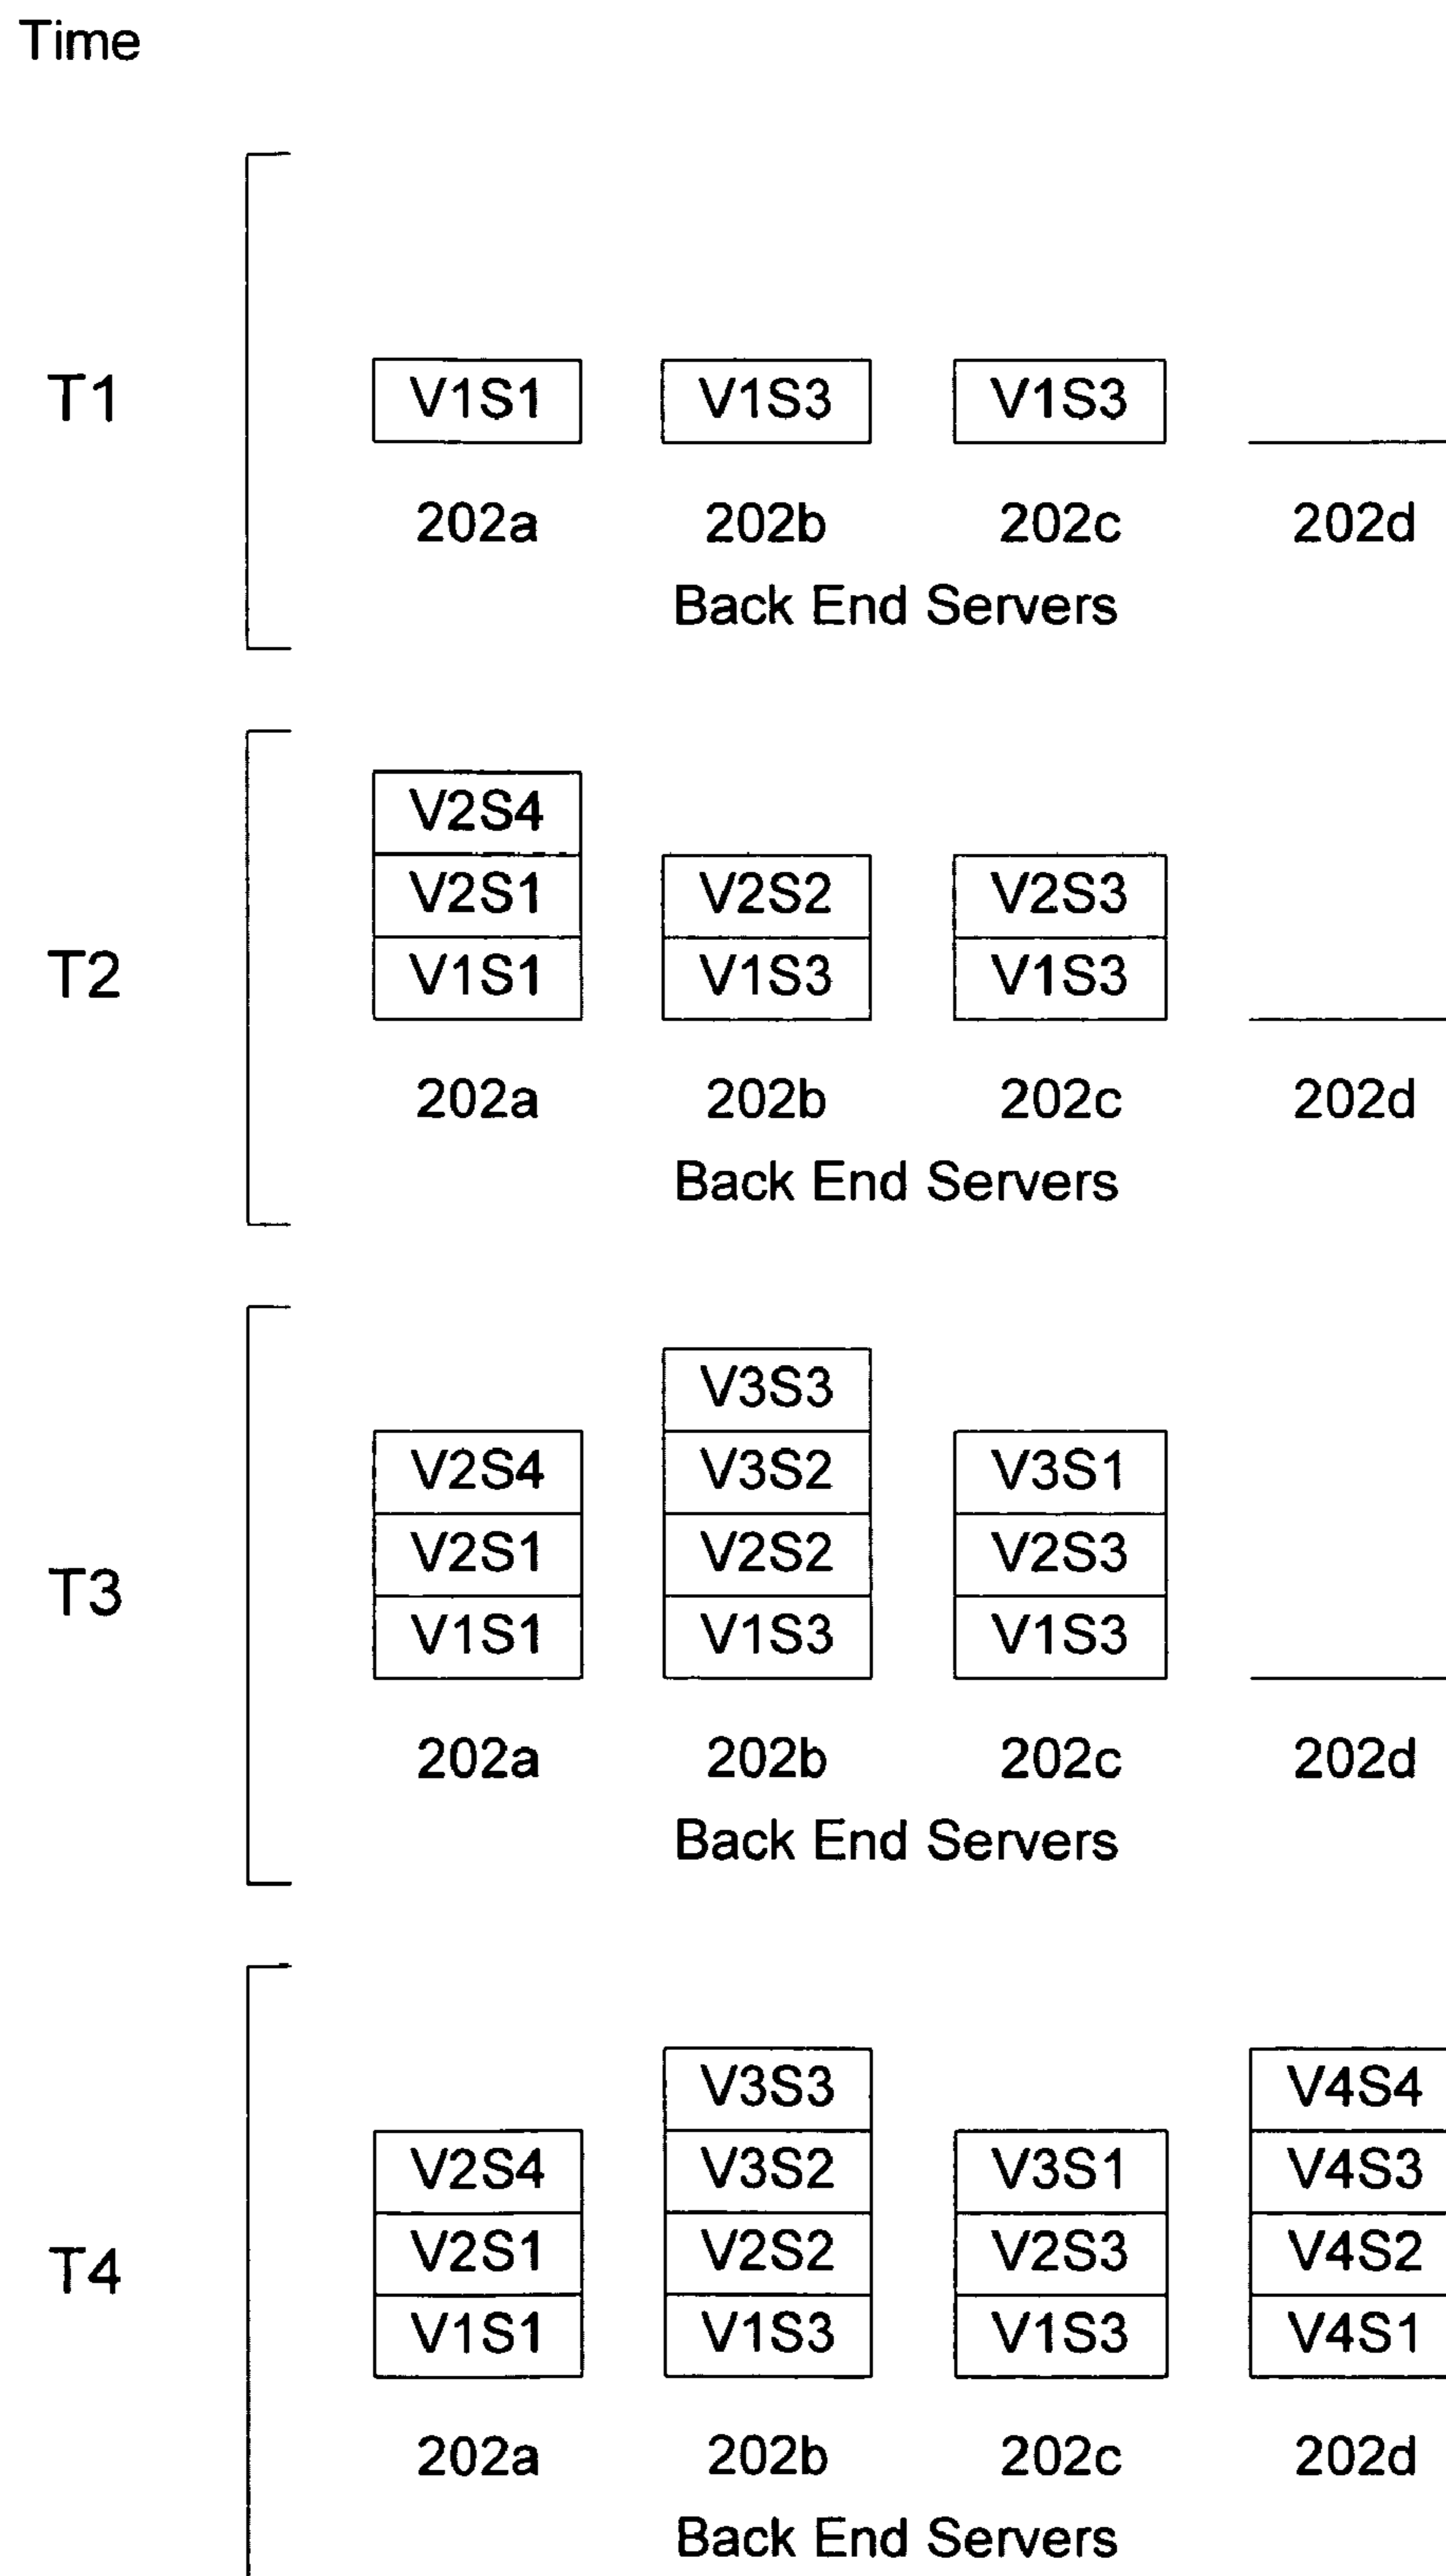 Time
T1
V1S1 V1S3 V1S3
202a 202b 202c 202d
Back End Servers
T2
V2S4
V2S1 V2S2 V2S3
V1S1 V1S3 V1S3
202a 202b 202c 202d
Back End Servers
T3
V3S3
V2S4 V3S2 V3S1
V2S1 V2S2 V2S3
V1S1 V1S3 V1S3
202a 202b 202c 202d
Back End Servers
T4
V3S3 V4S4
V2S4 V3S2 V3S1 V4S3
V2S1 V2S2 V2S3 V4S2
V1S1 V1S3 V1S3 V4S1
202a 202b 202c 202d
Back End Servers